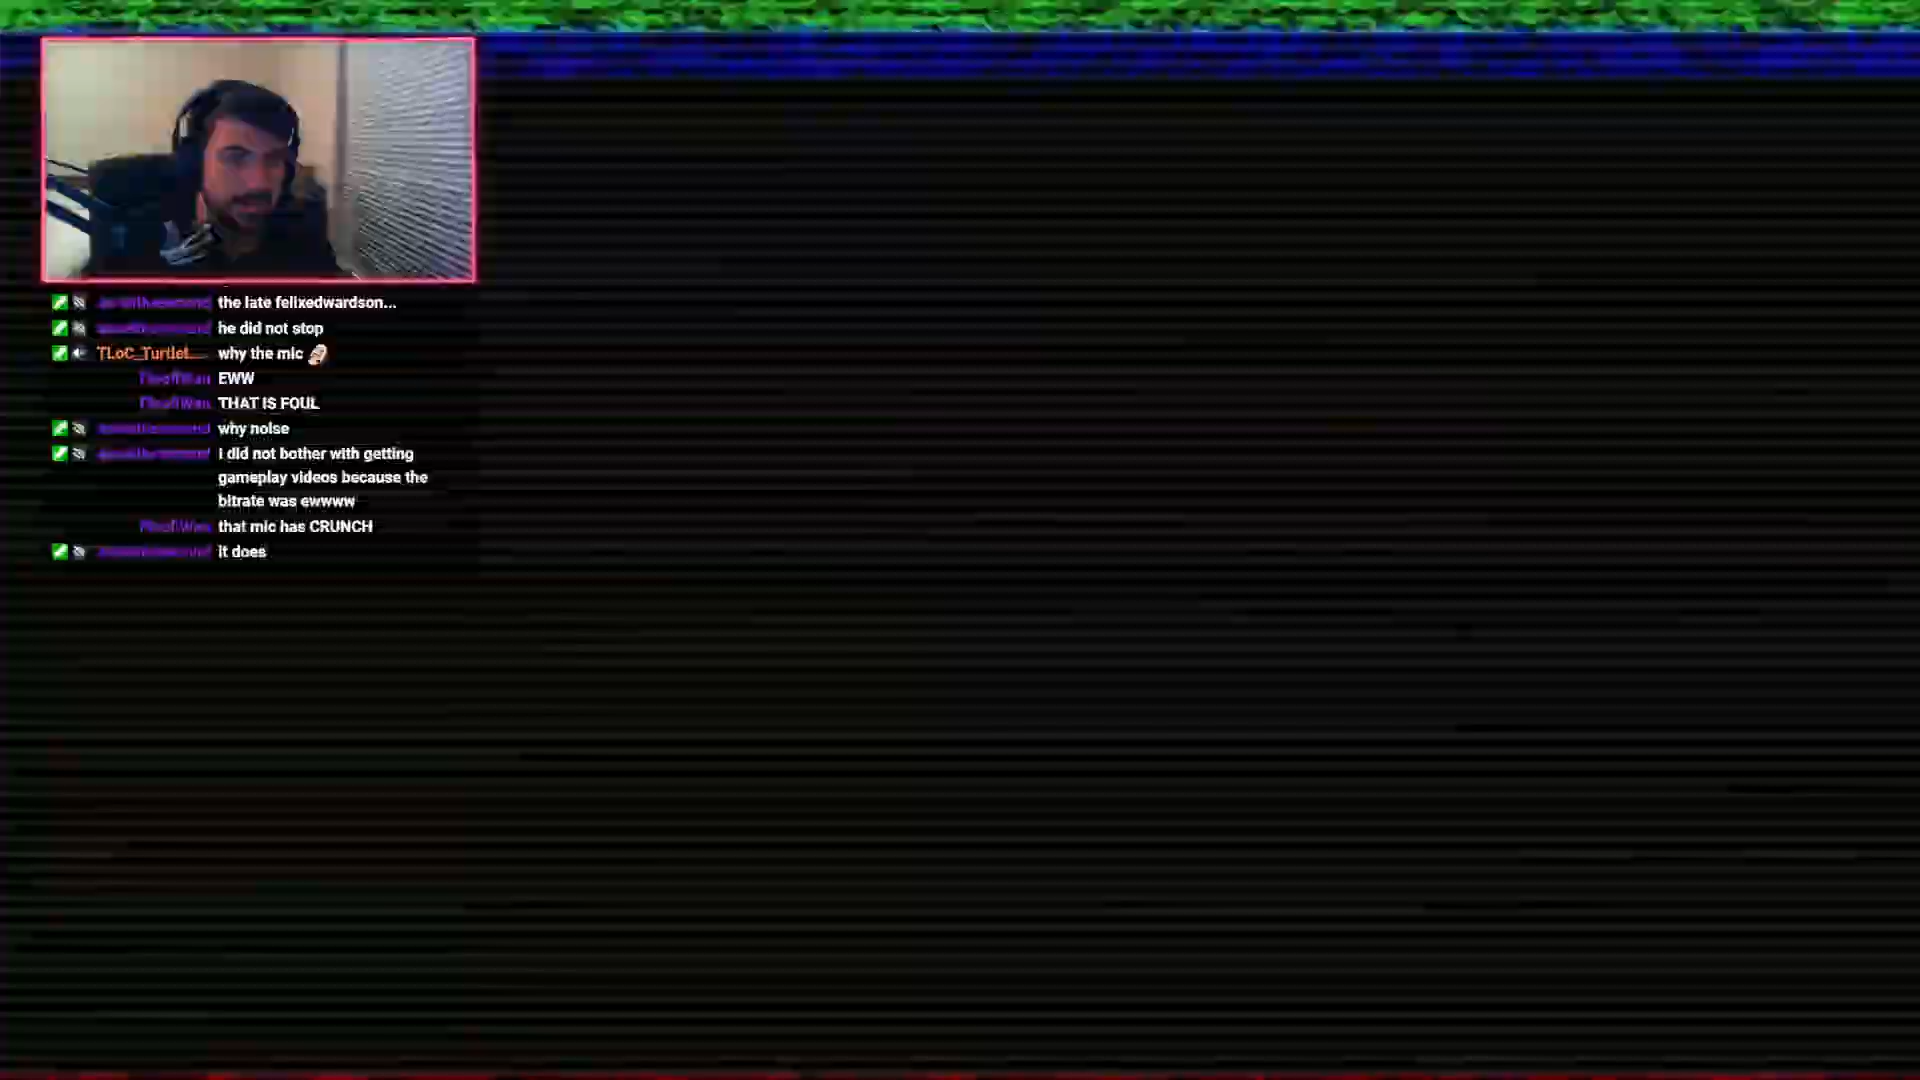 the late felixedwardson...
he did not stop
TLoC_Turtlet... why the mic
EWW
THAT IS FOUL
why noise
I did not bother with getting
gameplay videos because the
bitrate was ewwww
that mic has CRUNCH
it does